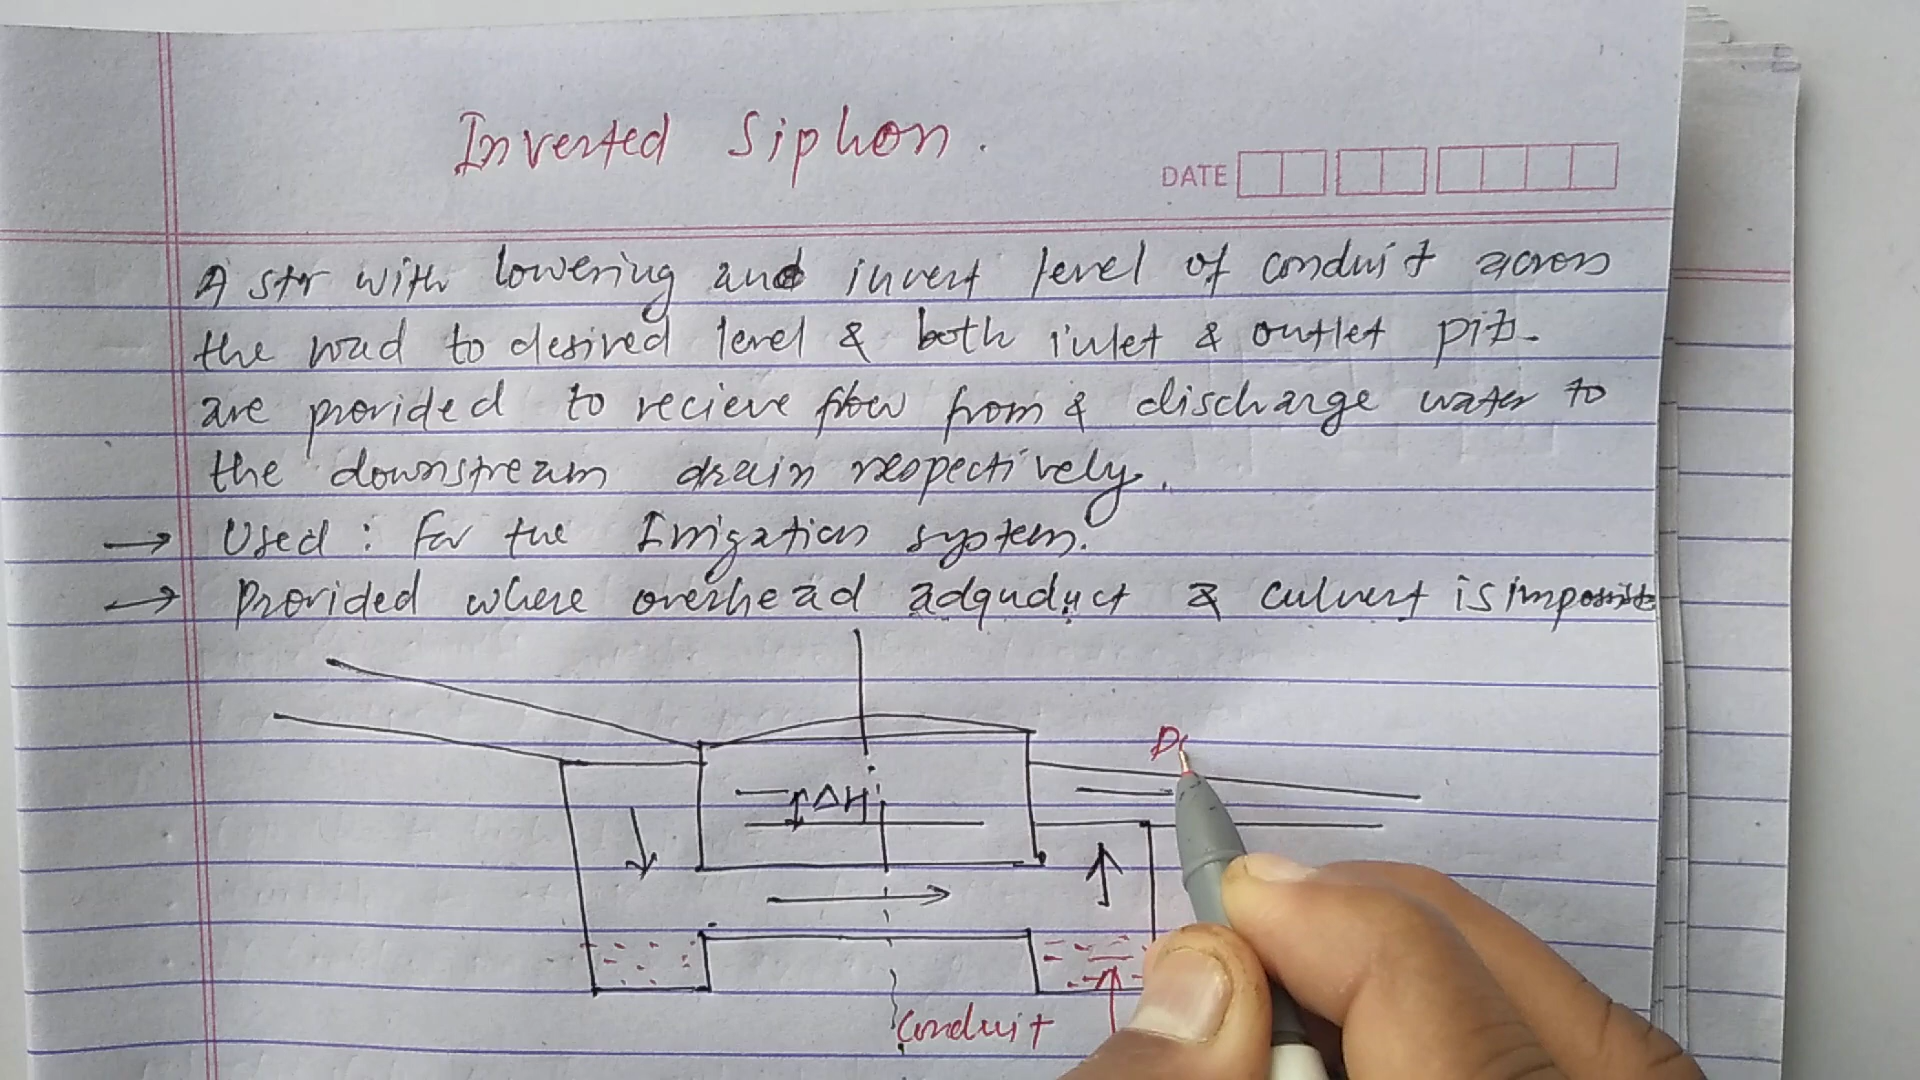 Inverted Siphon.
DATE
A str with lowering and invert level of conduit across
the road to desired level & both inlet & outlet pits
are provided to recieve flow from & discharge water to
the downstream drain respectively.
→ Used : for the Irrigation system.
→ Provided where overhead adquduct & culvert is impossible
D
ΔH
Conduit